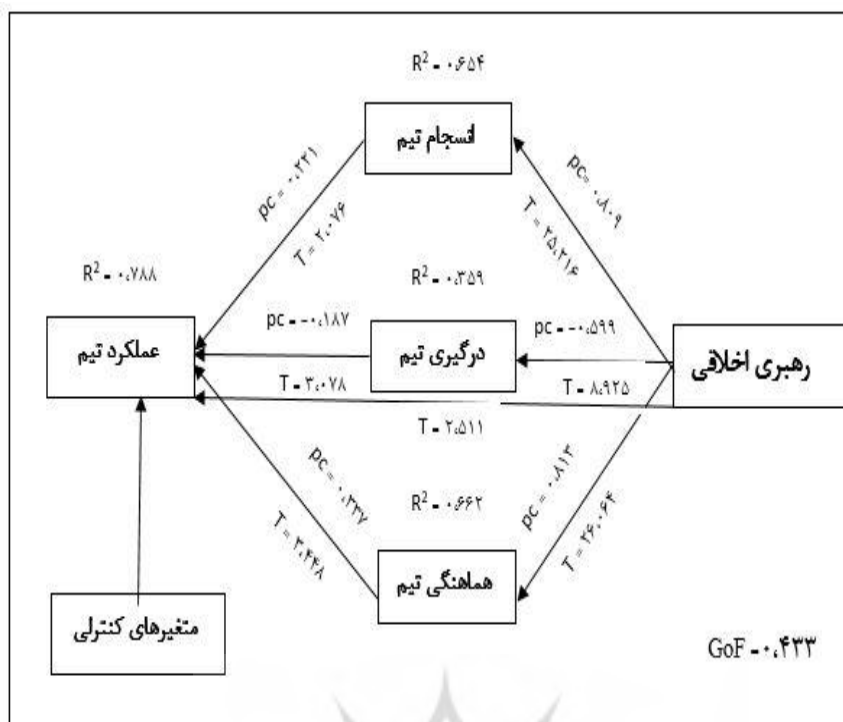 R² = ۰.۶۵۴
انسجام تیم
pc = ۰.۲۲۱
T = ۲.۰۷۶
pc= ۰.۸۰۹
T = ۲۵.۲۱۶
R² = ۰.۷۸۸
R² = ۰.۳۵۹
عملکرد تیم
pc = -۰.۱۸۷
درگیری تیم
pc = -۰.۵۹۹
رهبری اخلاقی
T = ۳.۰۷۸
T = ۸.۹۲۵
T = ۲.۵۱۱
pc = ۰.۳۳۷
T = ۳.۴۴۸
R² = ۰.۶۶۲
pc = ۰.۸۱۳
T = ۲۶.۰۶۴
هماهنگی تیم
متغیرهای کنترلی
GoF = ۰.۴۳۳